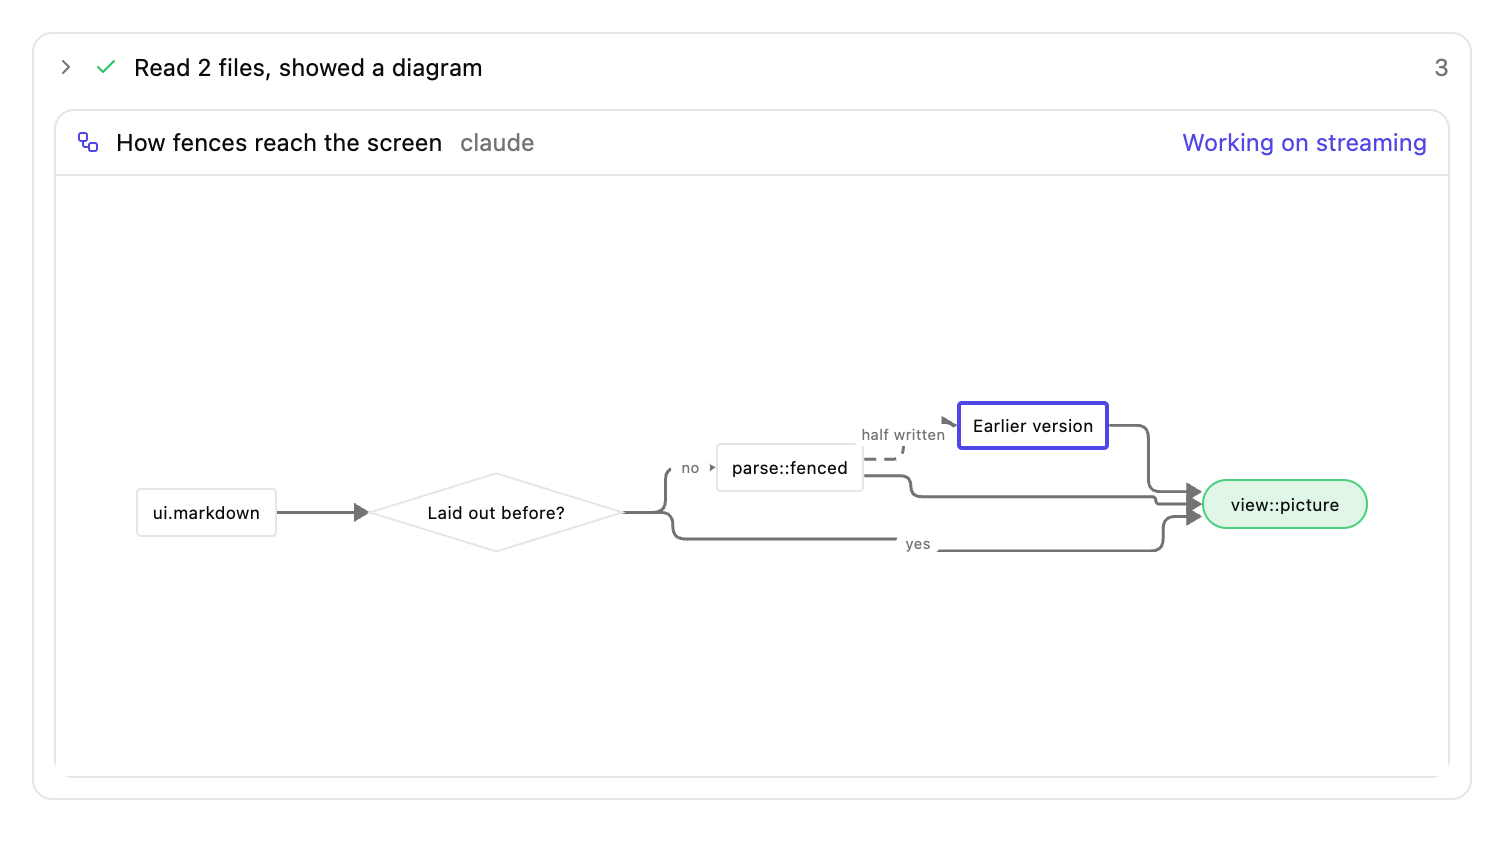 Read 2 files, showed a diagram
3
How fences reach the screen claude
Working on streaming
half written
Earlier version
no
parse::fenced
view::picture
ui.markdown
Laid out before?
yes